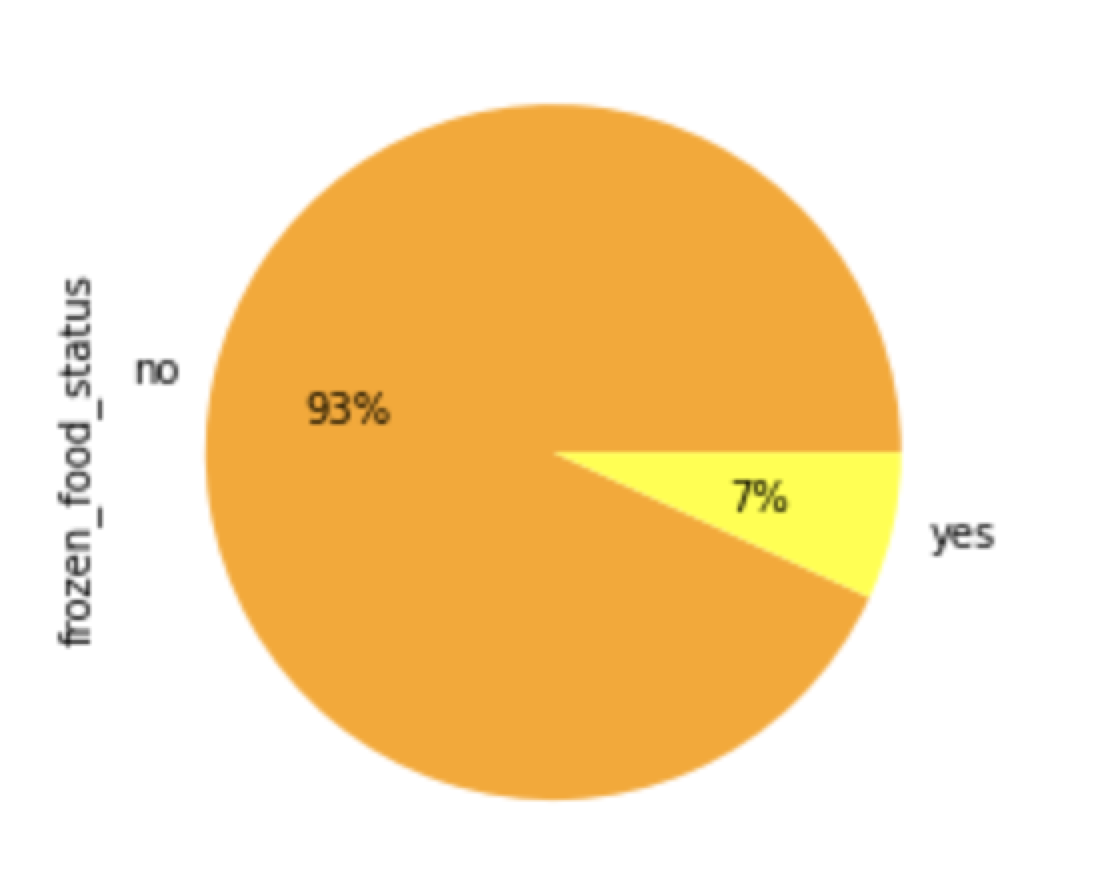 frozen_food_status
no
93%
7%
yes